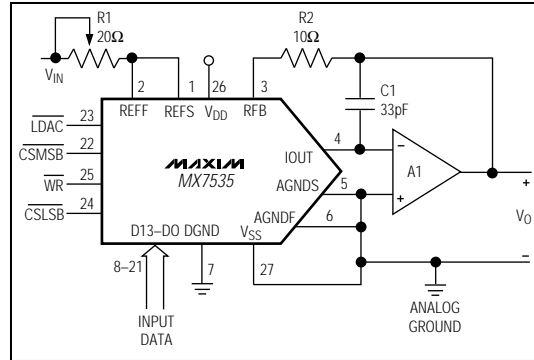 R1
20Ω
R2
10Ω
VIN
2
1
26
3
REFF
REFS
VDD
RFB
C1
33pF
LDAC
23
CSMSB
22
WR
25
CSLSB
24
MAXIM
MX7535
IOUT
4
AGNDS
5
AGNDF
6
A1
+
–
+
–
VO
D13–DO
DGND
VSS
8–21
7
27
INPUT
DATA
ANALOG
GROUND